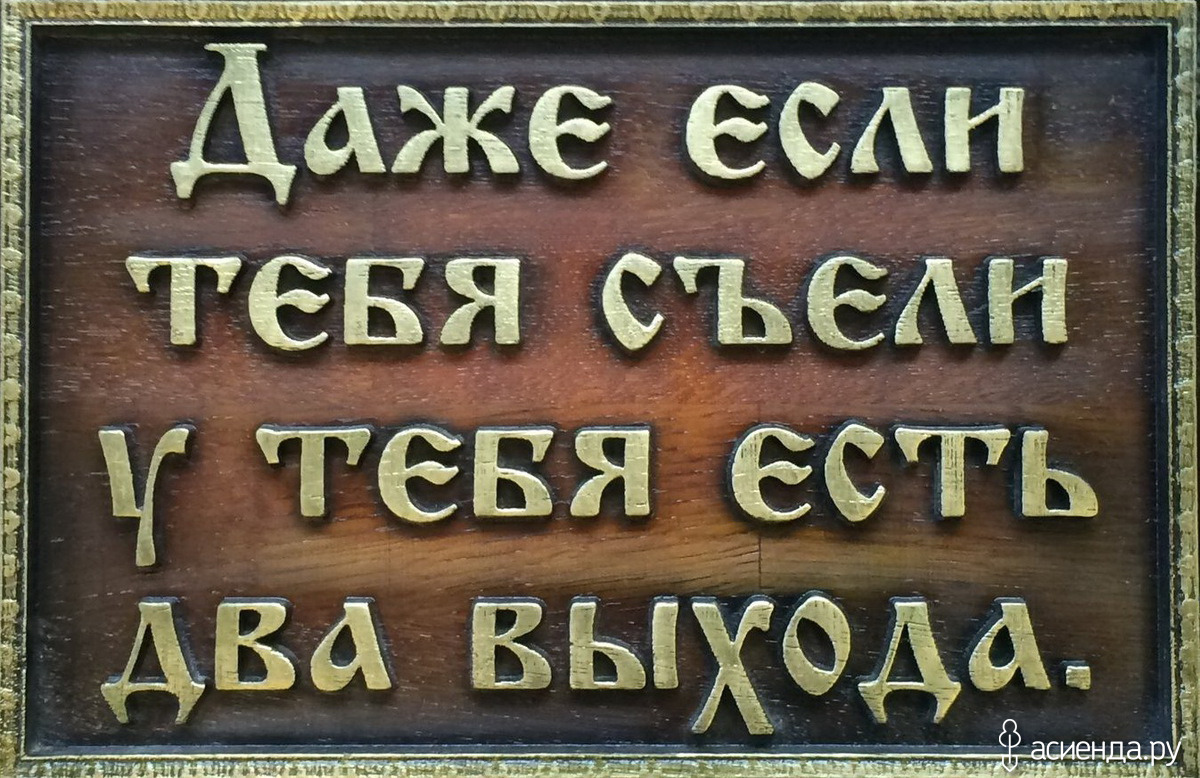 Даже если
тебя съели
у тебя есть
два выхода.
асиенда.ру